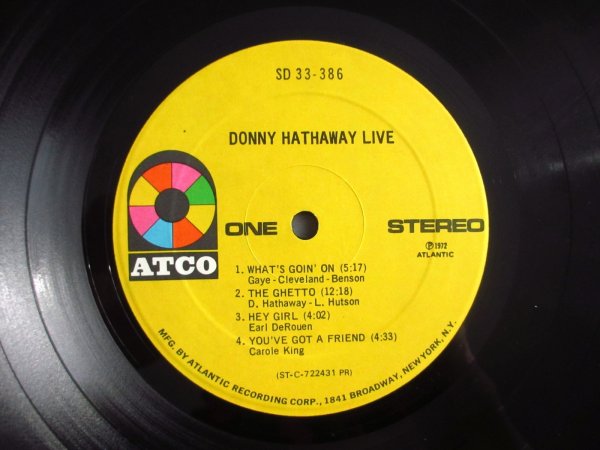 SD 33-386
DONNY HATHAWAY LIVE
ATCO
ONE
STEREO
℗1972
ATLANTIC
1. WHAT'S GOIN' ON (5:17)
Gaye-Cleveland-Benson
2. THE GHETTO (12:18)
D. Hathaway-L. Hutson
3. HEY GIRL (4:02)
Earl DeRouen
4. YOU'VE GOT A FRIEND (4:33)
Carole King
(ST-C-722431 PR)
MFG. BY ATLANTIC RECORDING CORP., 1841 BROADWAY, NEW YORK, N.Y.